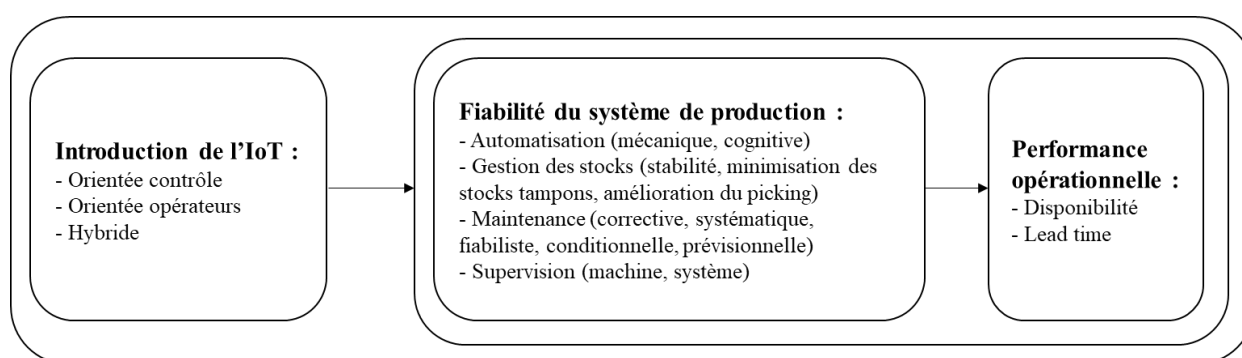 Introduction de l'IoT :
- Orientée contrôle
- Orientée opérateurs
- Hybride
Fiabilité du système de production :
- Automatisation (mécanique, cognitive)
- Gestion des stocks (stabilité, minimisation des
stocks tampons, amélioration du picking)
- Maintenance (corrective, systématique,
fiabiliste, conditionnelle, prévisionnelle)
- Supervision (machine, système)
Performance
opérationnelle :
- Disponibilité
- Lead time